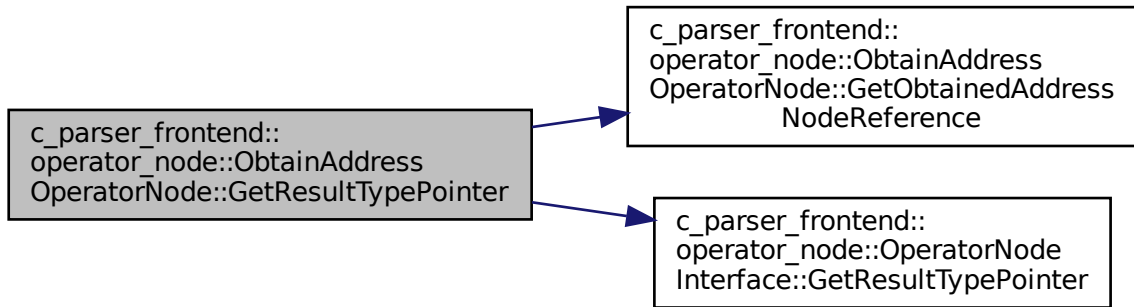 c_parser_frontend::
operator_node::ObtainAddress
OperatorNode::GetResultTypePointer
c_parser_frontend::
operator_node::ObtainAddress
OperatorNode::GetObtainedAddress
NodeReference
c_parser_frontend::
operator_node::OperatorNode
Interface::GetResultTypePointer